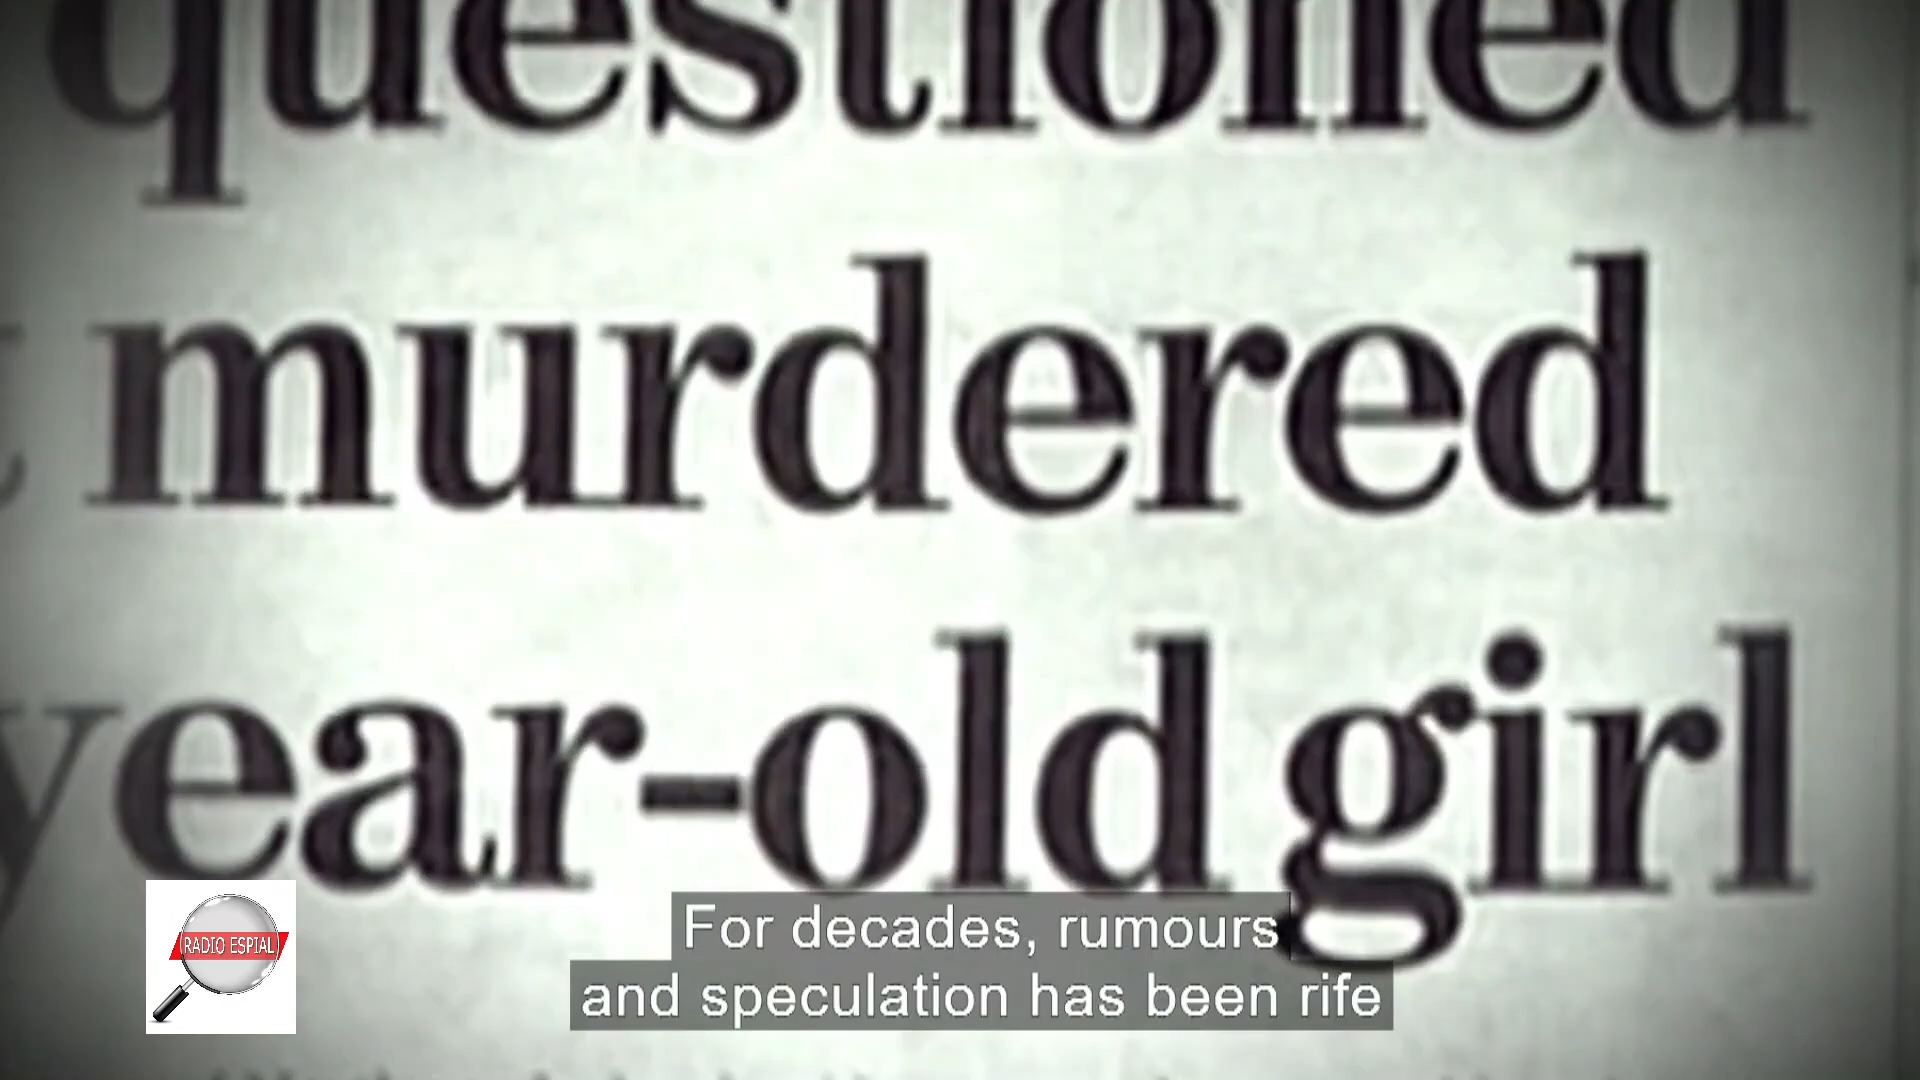 questioned
murdered
year-old girl
RADIO ESPIAL
For decades, rumours
and speculation has been rife